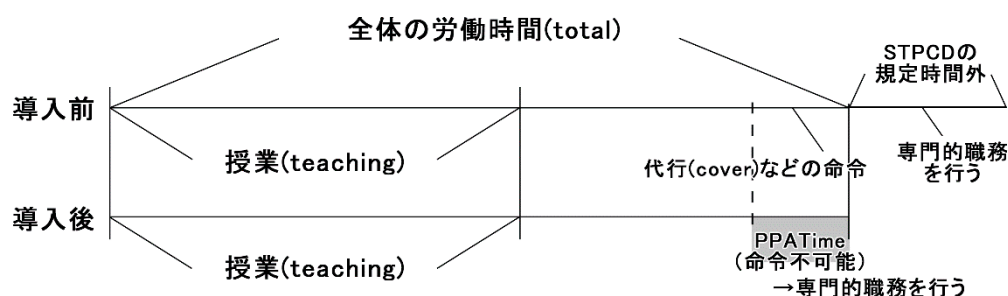 全体の労働時間(total)
STPCDの
規定時間外
導入前
授業(teaching)
代行(cover)などの命令
専門的職務
を行う
導入後
授業(teaching)
PPATime
(命令不可能)
→専門的職務を行う